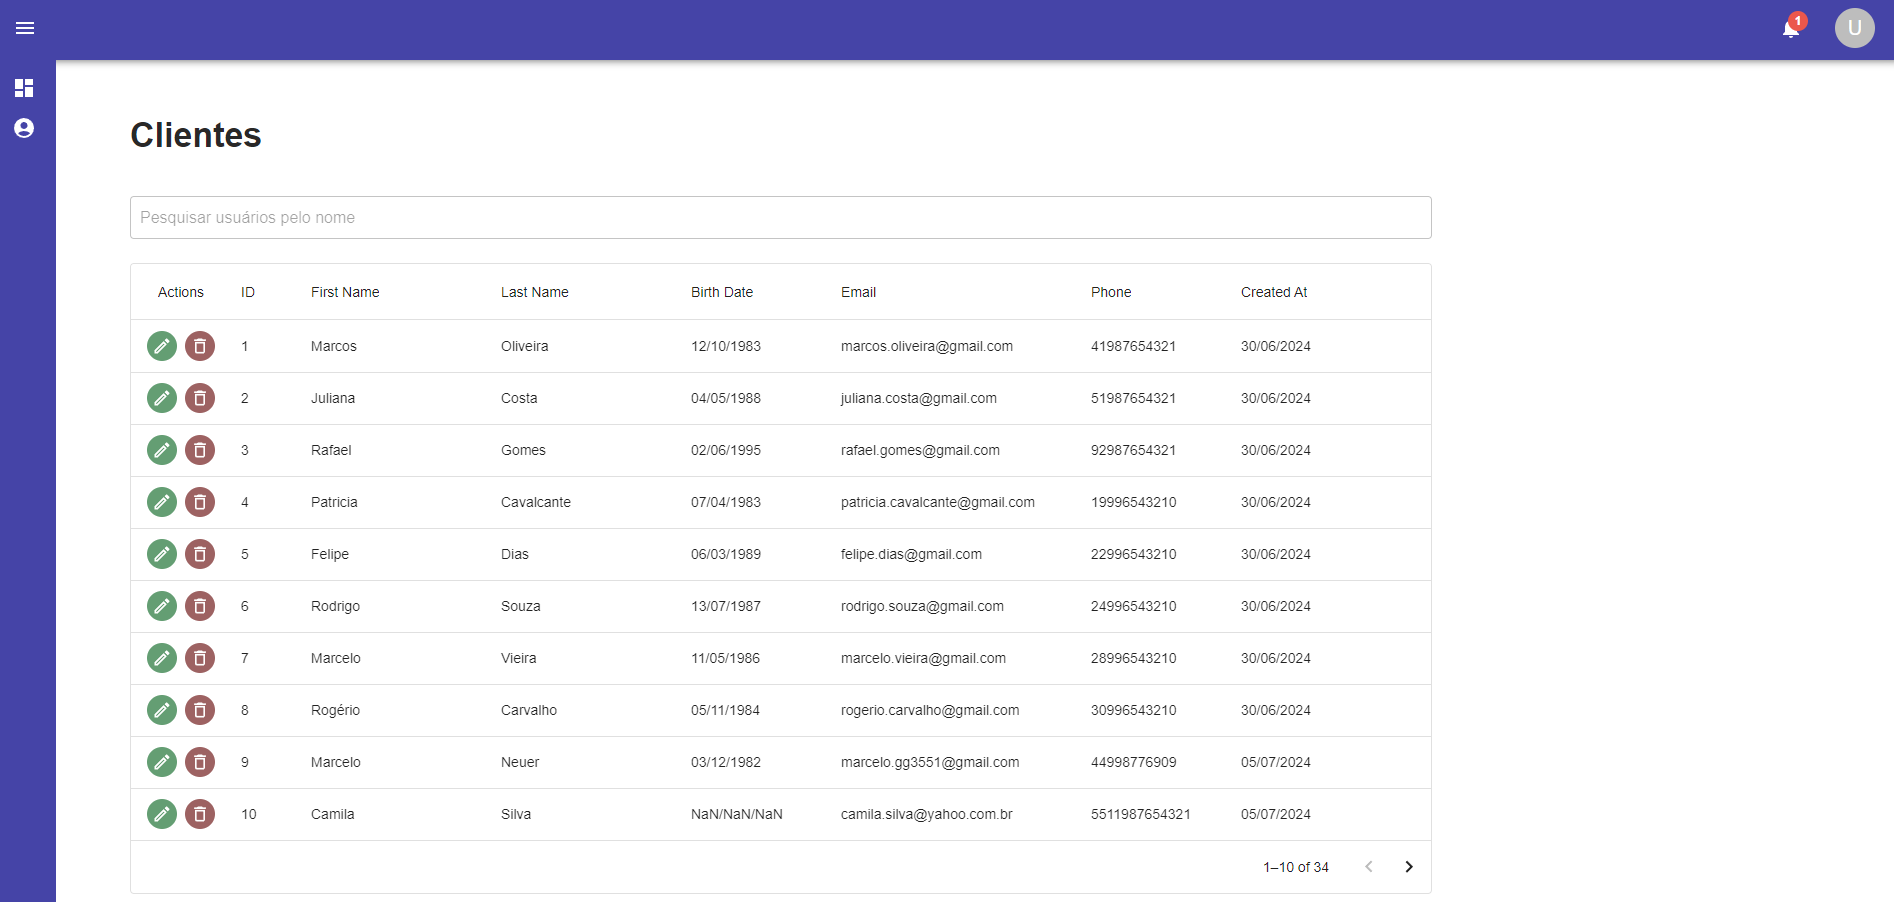 1
U
Clientes
Pesquisar usuários pelo nome
Actions ID First Name Last Name Birth Date Email Phone Created At
1 Marcos Oliveira 12/10/1983 marcos.oliveira@gmail.com 41987654321 30/06/2024
2 Juliana Costa 04/05/1988 juliana.costa@gmail.com 51987654321 30/06/2024
3 Rafael Gomes 02/06/1995 rafael.gomes@gmail.com 92987654321 30/06/2024
4 Patricia Cavalcante 07/04/1983 patricia.cavalcante@gmail.com 19996543210 30/06/2024
5 Felipe Dias 06/03/1989 felipe.dias@gmail.com 22996543210 30/06/2024
6 Rodrigo Souza 13/07/1987 rodrigo.souza@gmail.com 24996543210 30/06/2024
7 Marcelo Vieira 11/05/1986 marcelo.vieira@gmail.com 28996543210 30/06/2024
8 Rogério Carvalho 05/11/1984 rogerio.carvalho@gmail.com 30996543210 30/06/2024
9 Marcelo Neuer 03/12/1982 marcelo.gg3551@gmail.com 44998776909 05/07/2024
10 Camila Silva NaN/NaN/NaN camila.silva@yahoo.com.br 5511987654321 05/07/2024
1–10 of 34